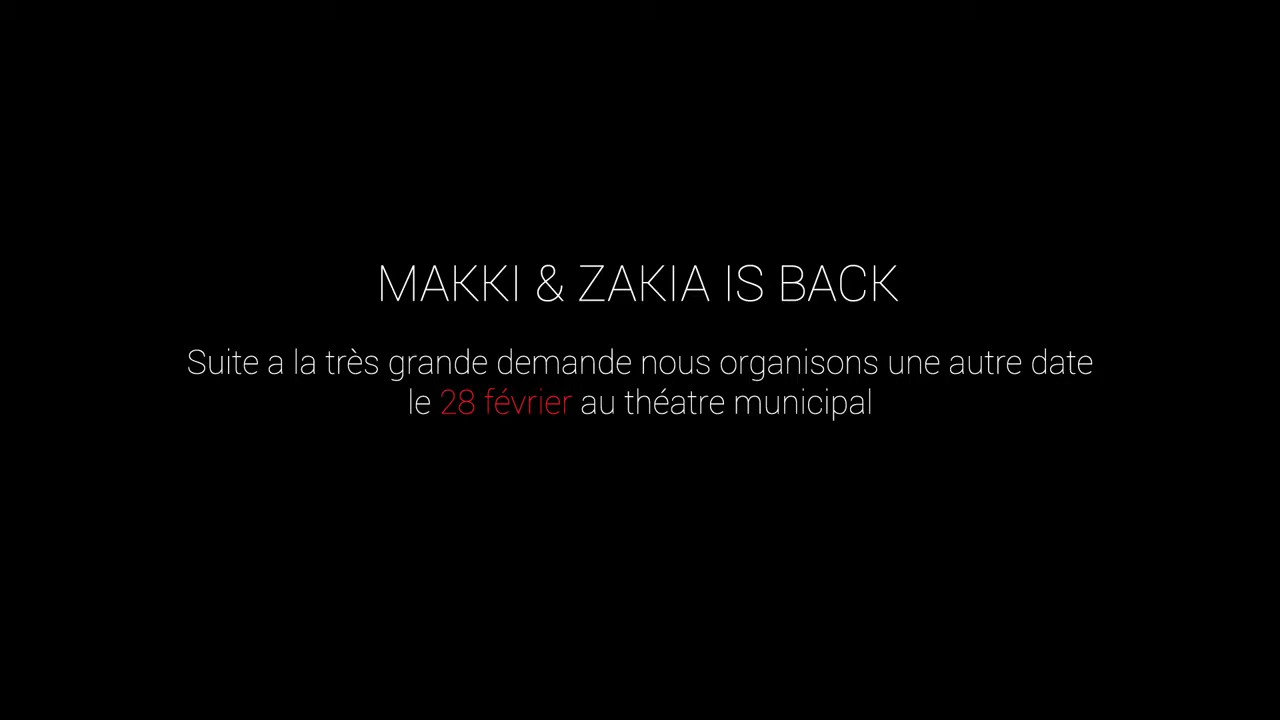 MAKKI & ZAKIA IS BACK
Suite a la très grande demande nous organisons une autre date
le 28 février au théatre municipal